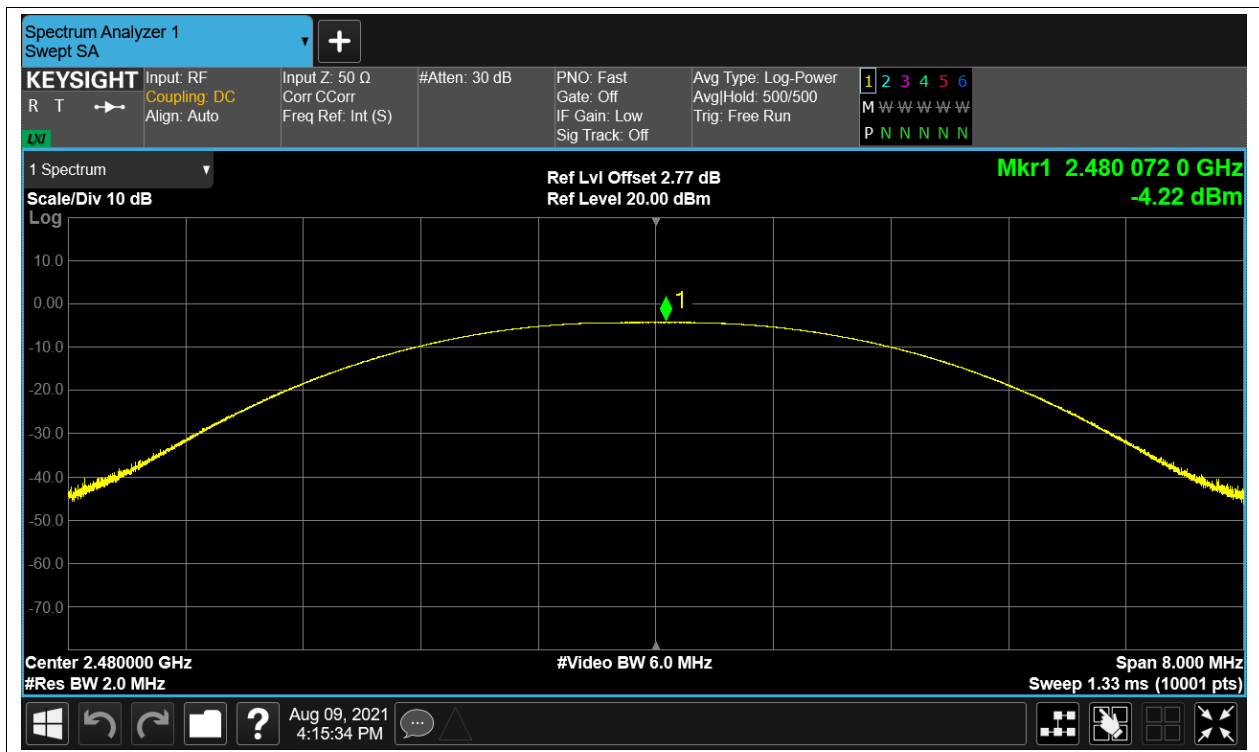 Spectrum Analyzer 1
Swept SA
KEYSIGHT
R T
LXI
Input: RF
Coupling: DC
Align: Auto
Input Z: 50 Ω
Corr CCorr
Freq Ref: Int (S)
#Atten: 30 dB
PNO: Fast
Gate: Off
IF Gain: Low
Sig Track: Off
Avg Type: Log-Power
Avg|Hold: 500/500
Trig: Free Run
1 2 3 4 5 6
M W W W W W
P N N N N N
1 Spectrum
Scale/Div 10 dB
Ref Lvl Offset 2.77 dB
Ref Level 20.00 dBm
Mkr1 2.480 072 0 GHz
-4.22 dBm
Log
10.0
0.00
-10.0
-20.0
-30.0
-40.0
-50.0
-60.0
-70.0
1
Center 2.480000 GHz
#Res BW 2.0 MHz
#Video BW 6.0 MHz
Span 8.000 MHz
Sweep 1.33 ms (10001 pts)
?
Aug 09, 2021
4:15:34 PM